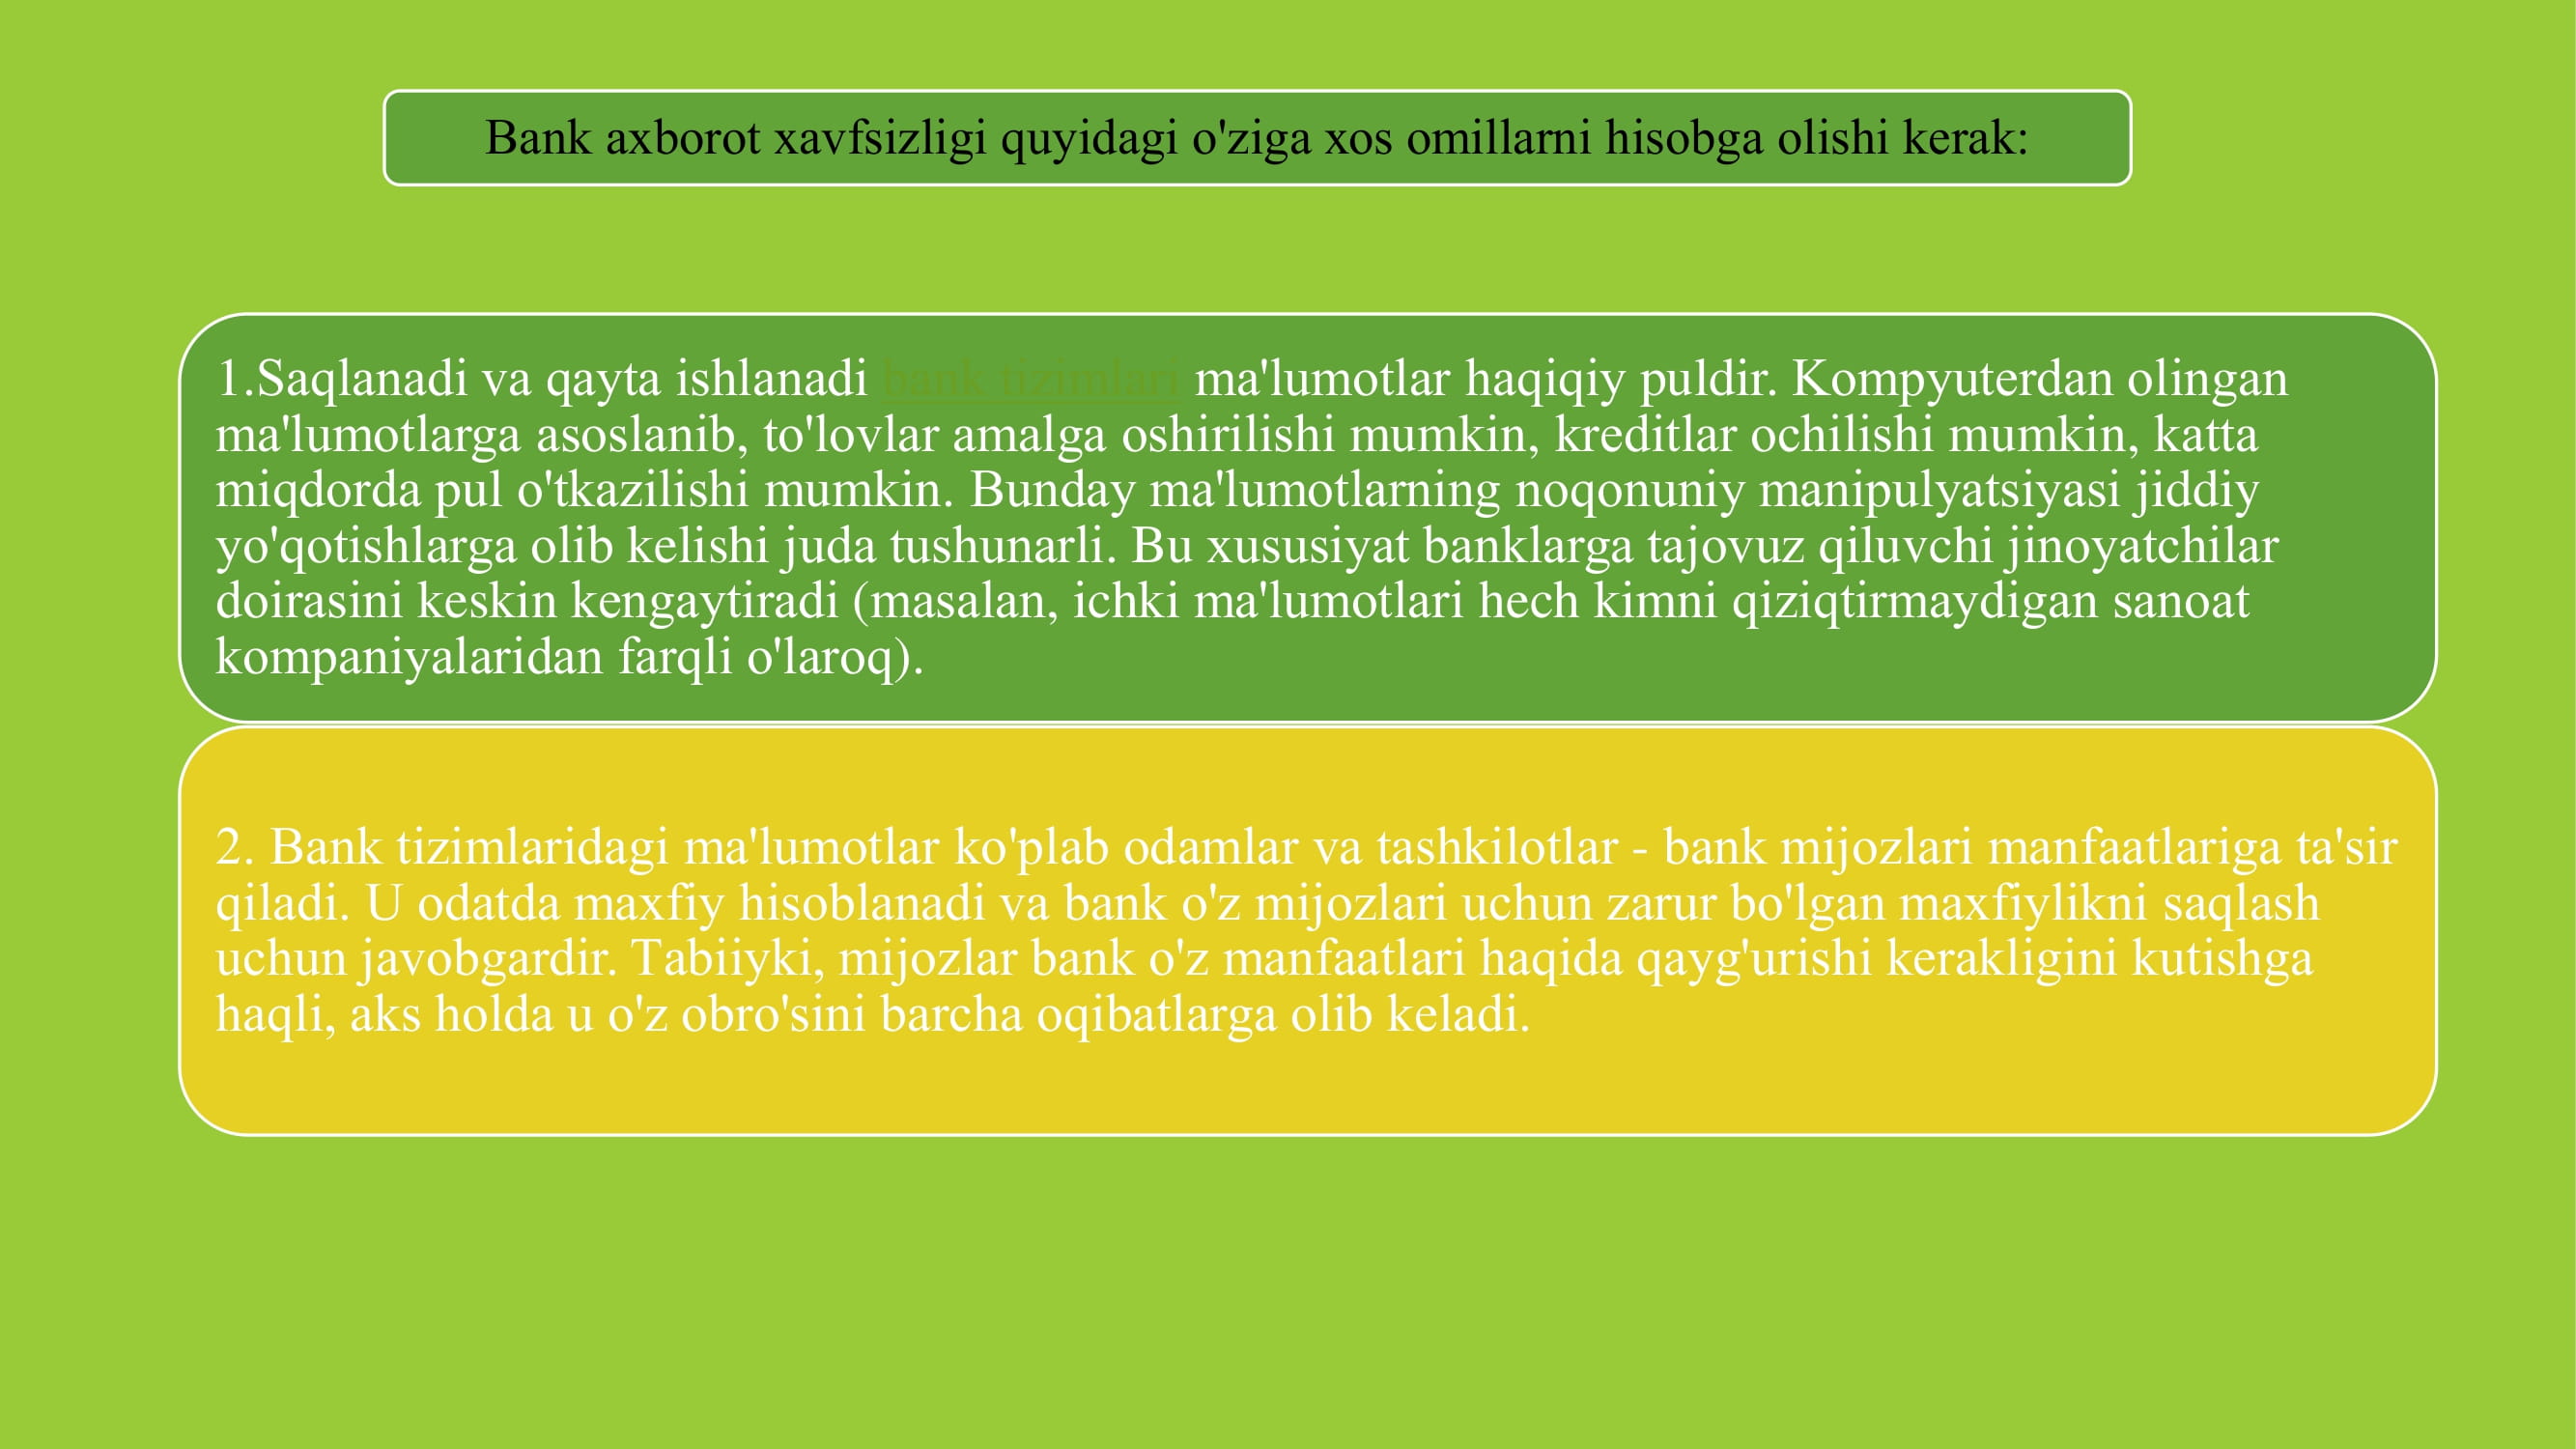 Bank axborot xavfsizligi quyidagi o'ziga xos omillarni hisobga olishi kerak:
1.Saqlanadi va qayta ishlanadi bank tizimlari ma'lumotlar haqiqiy puldir. Kompyuterdan olingan
ma'lumotlarga asoslanib, to'lovlar amalga oshirilishi mumkin, kreditlar ochilishi mumkin, katta
miqdorda pul o'tkazilishi mumkin. Bunday ma'lumotlarning noqonuniy manipulyatsiyasi jiddiy
yo'qotishlarga olib kelishi juda tushunarli. Bu xususiyat banklarga tajovuz qiluvchi jinoyatchilar
doirasini keskin kengaytiradi (masalan, ichki ma'lumotlari hech kimni qiziqtirmaydigan sanoat
kompaniyalaridan farqli o'laroq).
2. Bank tizimlaridagi ma'lumotlar ko'plab odamlar va tashkilotlar - bank mijozlari manfaatlariga ta'sir
qiladi. U odatda maxfiy hisoblanadi va bank o'z mijozlari uchun zarur bo'lgan maxfiylikni saqlash
uchun javobgardir. Tabiiyki, mijozlar bank o'z manfaatlari haqida qayg'urishi kerakligini kutishga
haqli, aks holda u o'z obro'sini barcha oqibatlarga olib keladi.